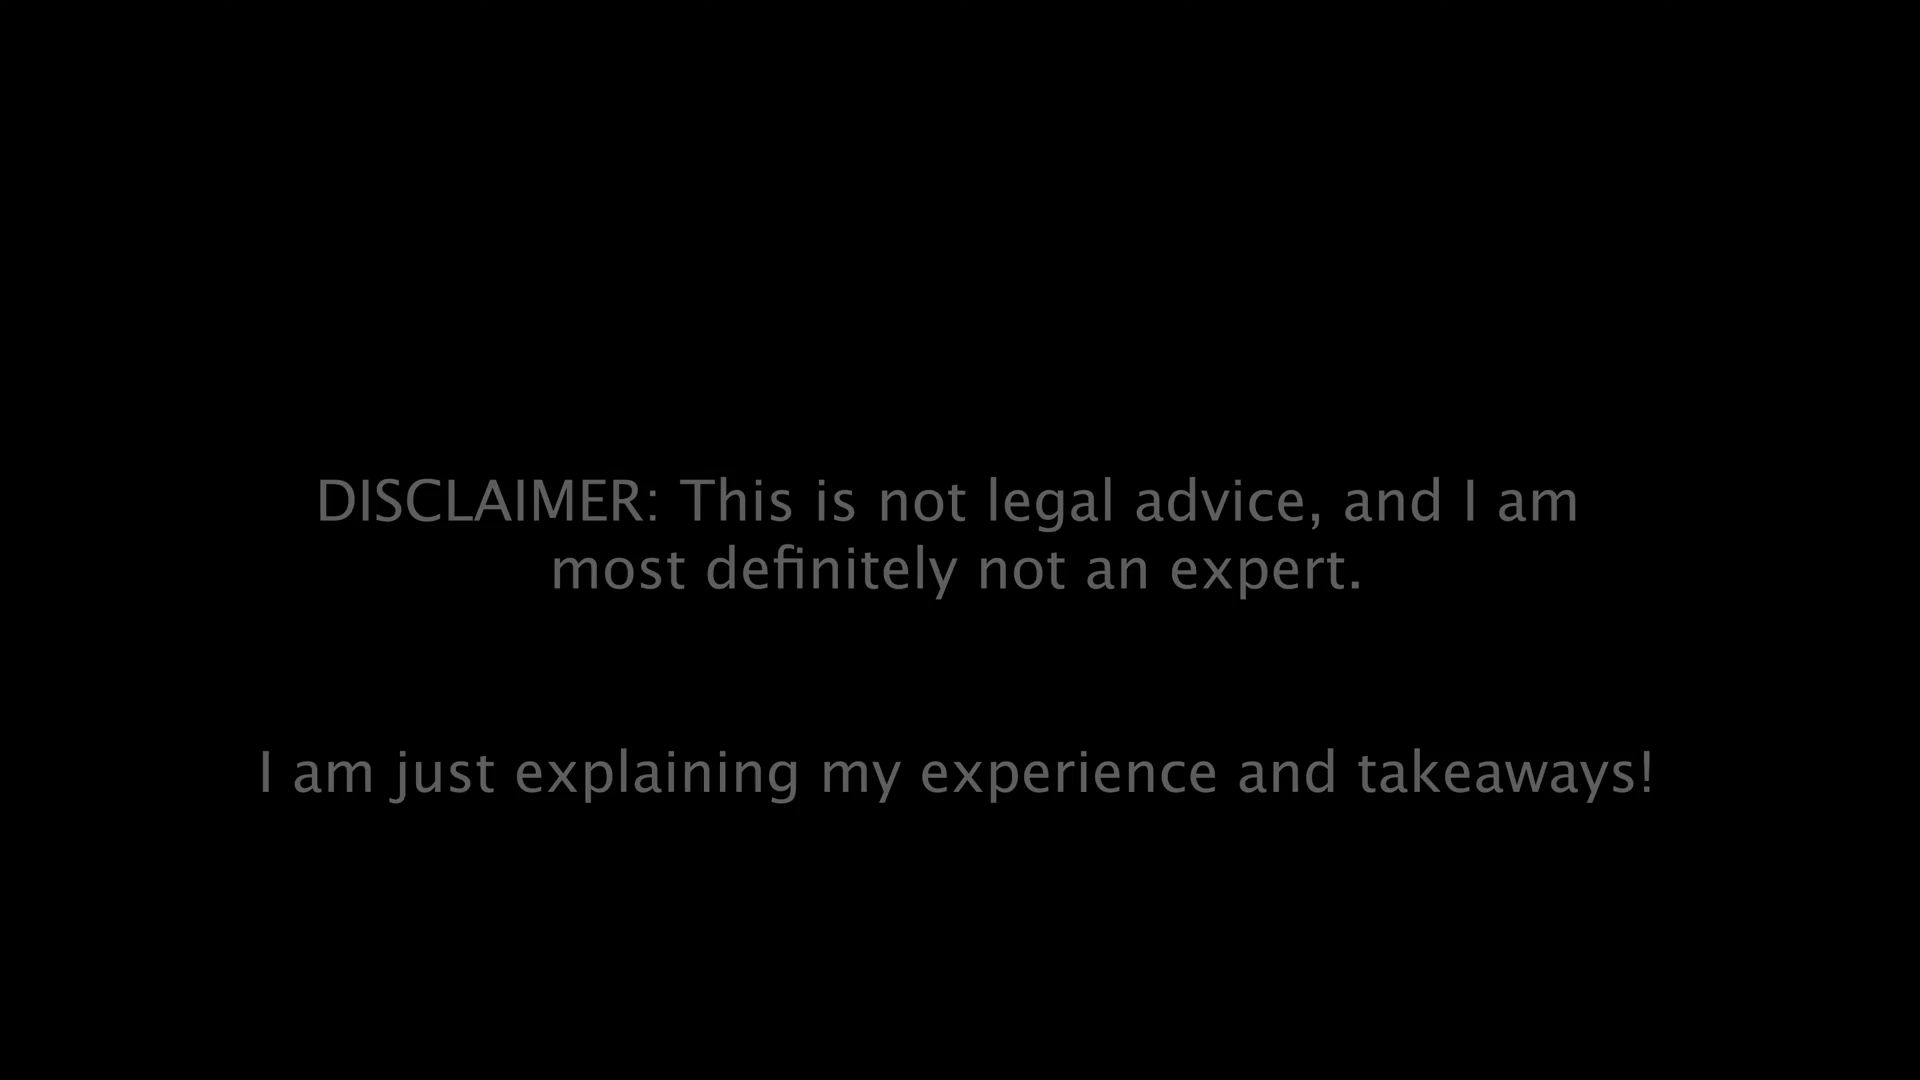 DISCLAIMER: This is not legal advice, and I am
most definitely not an expert.
I am just explaining my experience and takeaways!